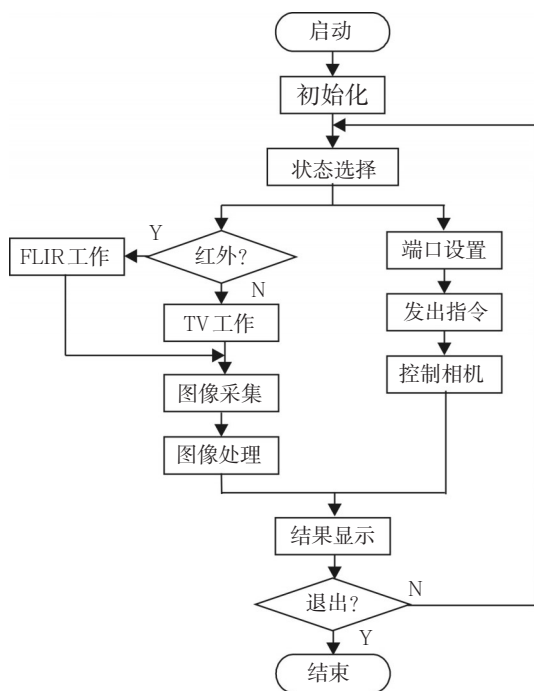 启动
初始化
状态选择
Y
FLIR工作
红外?
端口设置
N
TV工作
发出指令
图像采集
控制相机
图像处理
结果显示
退出?
N
Y
结束